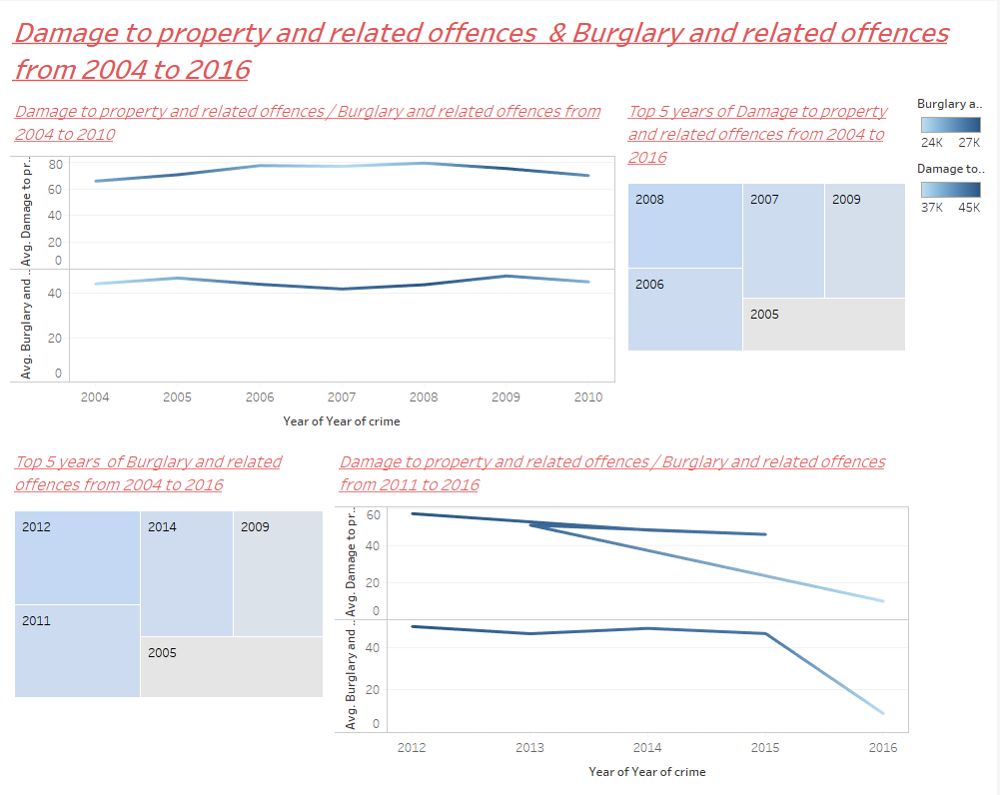 Damage to property and related offences & Burglary and related offences
from 2004 to 2016
Damage to property and related offences / Burglary and related offences from
2004 to 2010
Avg. Damage to pr..
80
60
40
20
0
Avg. Burglary and ..
40
20
0
2004 2005 2006 2007 2008 2009 2010
Year of Year of crime
Top 5 years of Damage to property
and related offences from 2004 to
2016
2008 2007 2009
2006
2005
Burglary a..
24K 27K
Damage to..
37K 45K
Top 5 years of Burglary and related
offences from 2004 to 2016
2012 2014 2009
2011
2005
Damage to property and related offences / Burglary and related offences
from 2011 to 2016
Avg. Damage to pr..
60
40
20
0
Avg. Burglary and ..
40
20
0
2012 2013 2014 2015 2016
Year of Year of crime